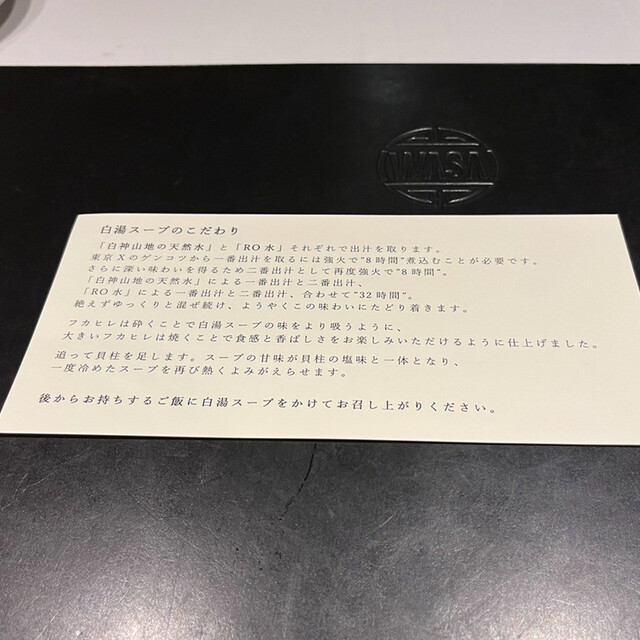 WASA
白湯スープのこだわり
「白神山地の天然水」と「RO水」それぞれで出汁を取ります。
東京Xのゲンコツから一番出汁を取るには強火で"8時間"煮込むことが必要です。
さらに深い味わいを得るため二番出汁として再度強火で"8時間"。
「白神山地の天然水」による一番出汁と二番出汁、
「RO水」による一番出汁と二番出汁、合わせて"32時間"。
絶えずゆっくりと混ぜ続け、ようやくこの味わいにたどり着きます。
フカヒレは砕くことで白湯スープの味をより吸うように、
大きいフカヒレは焼くことで食感と香ばしさをお楽しみいただけるように仕上げました。
追って貝柱を足します。スープの甘味が貝柱の塩味と一体となり、
一度冷めたスープを再び熱くよみがえらせます。
後からお持ちするご飯に白湯スープをかけてお召し上がりください。